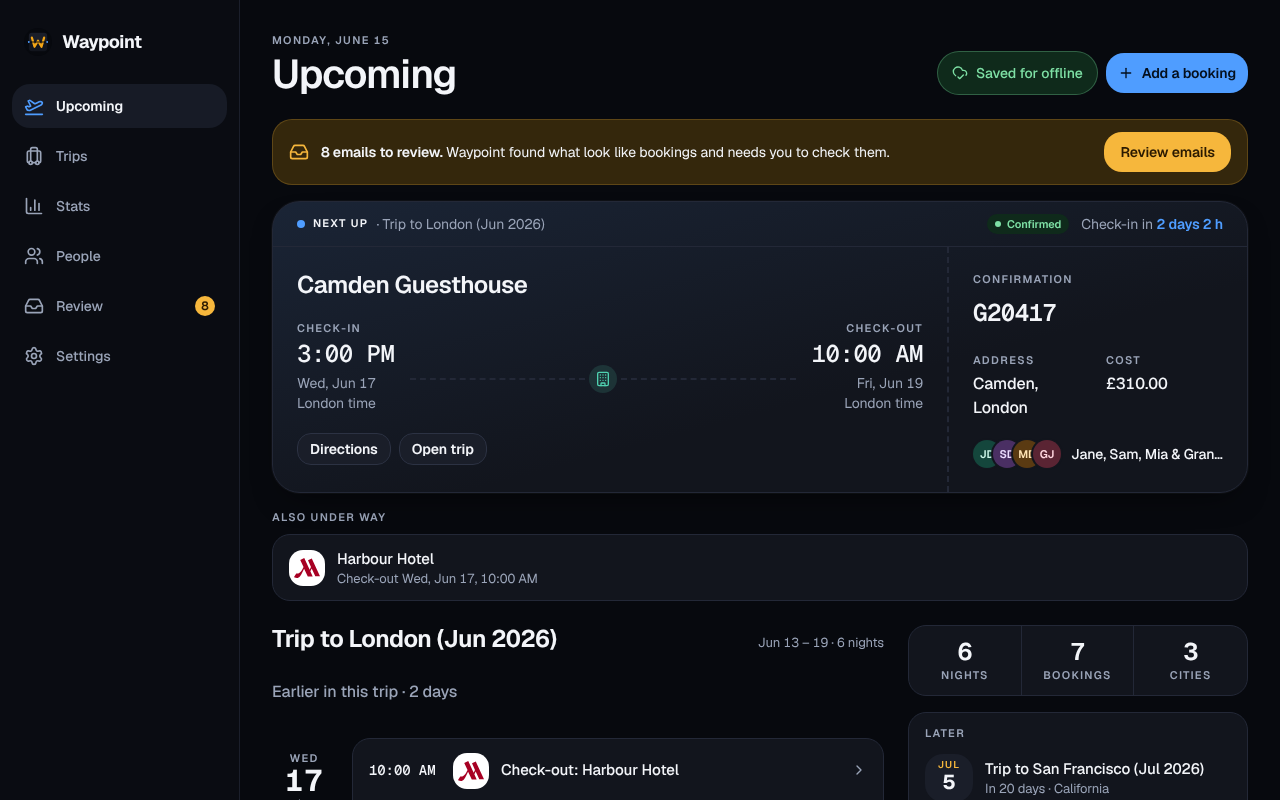 Waypoint
Upcoming
Trips
Stats
People
Review 8
Settings
MONDAY, JUNE 15
Upcoming
Saved for offline
Add a booking
8 emails to review. Waypoint found what look like bookings and needs you to check them.
Review emails
NEXT UP · Trip to London (Jun 2026)
Confirmed
Check-in in 2 days 2 h
Camden Guesthouse
CHECK-IN
3:00 PM
Wed, Jun 17
London time
CHECK-OUT
10:00 AM
Fri, Jun 19
London time
Directions
Open trip
CONFIRMATION
G20417
ADDRESS
Camden,
London
COST
£310.00
GJ
Jane, Sam, Mia & Gran…
ALSO UNDER WAY
Harbour Hotel
Check-out Wed, Jun 17, 10:00 AM
Trip to London (Jun 2026)
Jun 13 – 19 · 6 nights
Earlier in this trip · 2 days
WED
17
10:00 AM
Check-out: Harbour Hotel
6
NIGHTS
7
BOOKINGS
3
CITIES
LATER
JUL
5
Trip to San Francisco (Jul 2026)
In 20 days · California